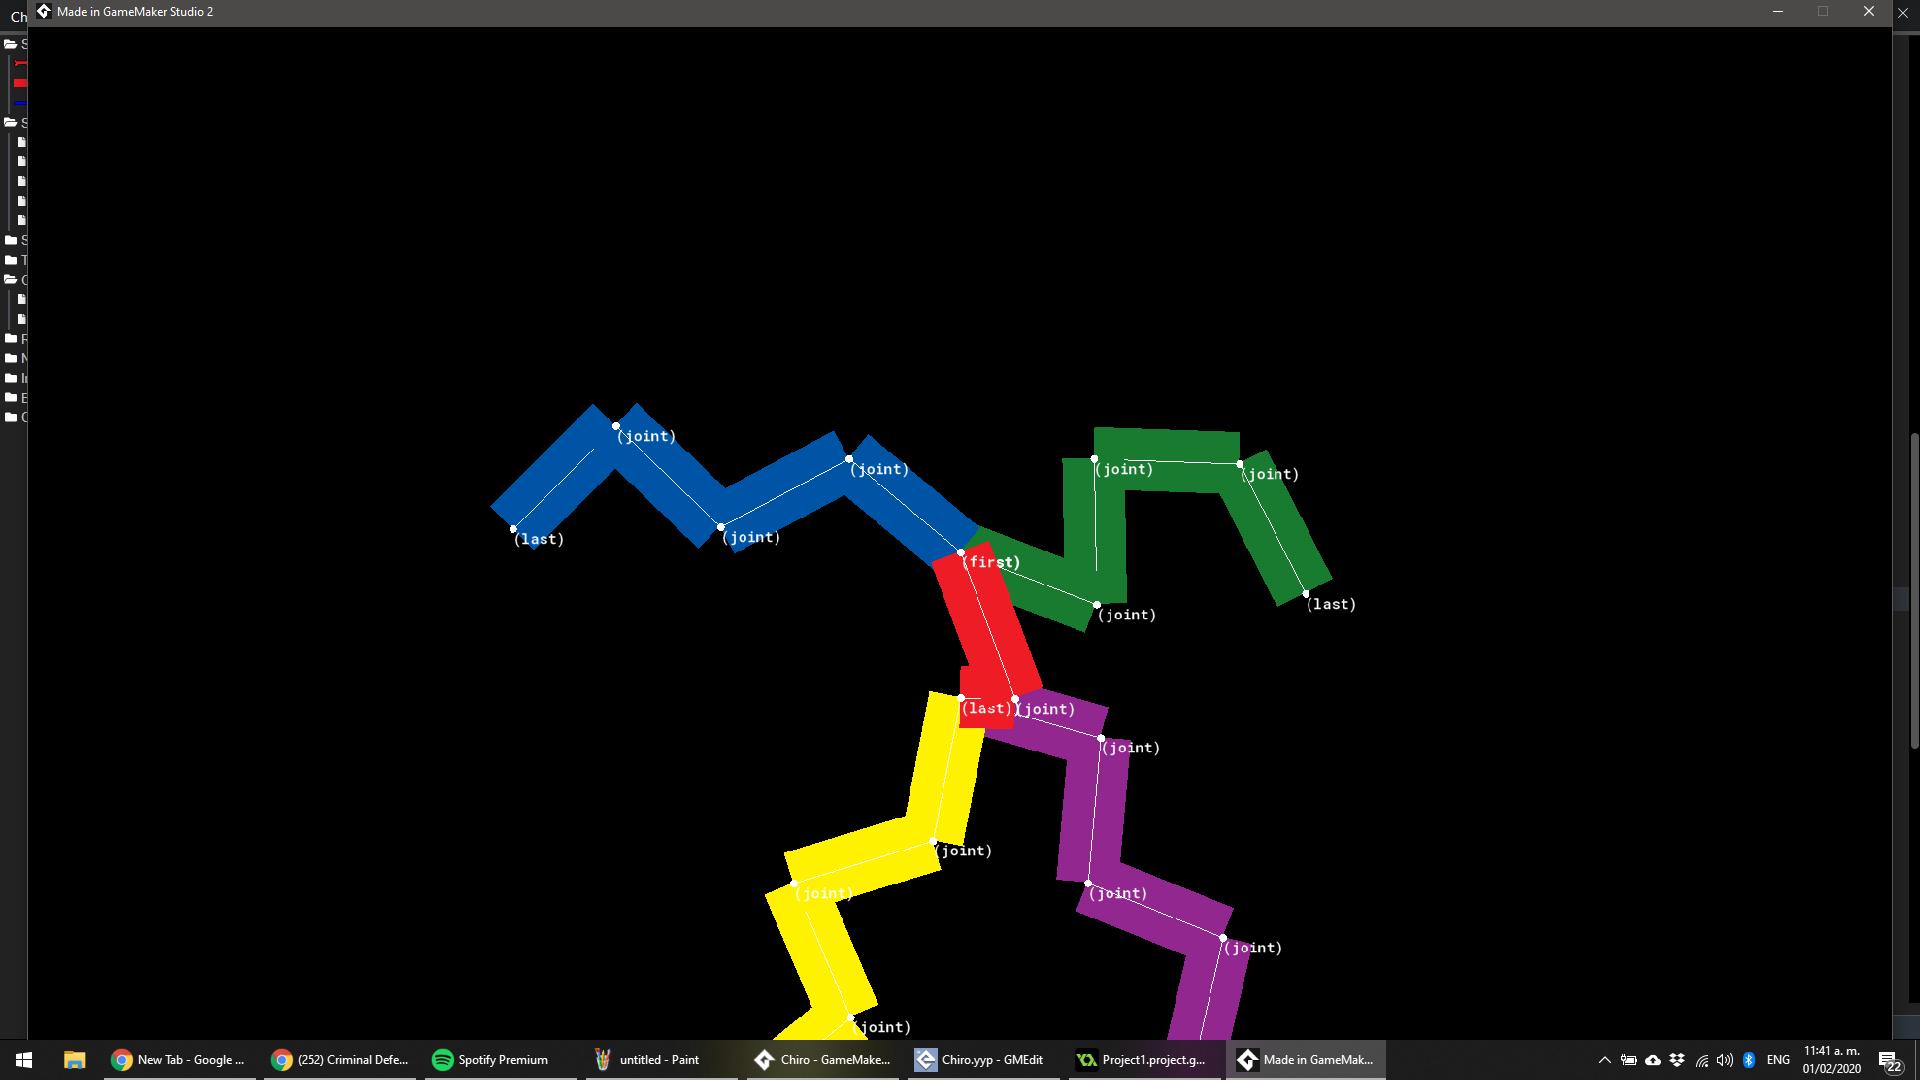 Ch
Made in GameMaker Studio 2
(joint)
(joint)
(joint)
(joint)
(joint)
(last)
(first)
(last)
(joint)
(last)
(joint)
(joint)
(joint)
(joint)
(joint)
(joint)
(joint)
New Tab - Google ...
(252) Criminal Defe...
Spotify Premium
untitled - Paint
Chiro - GameMake...
Chiro.yyp - GMEdit
Project1.project.g...
Made in GameMak...
ENG
11:41 a. m.
01/02/2020
22